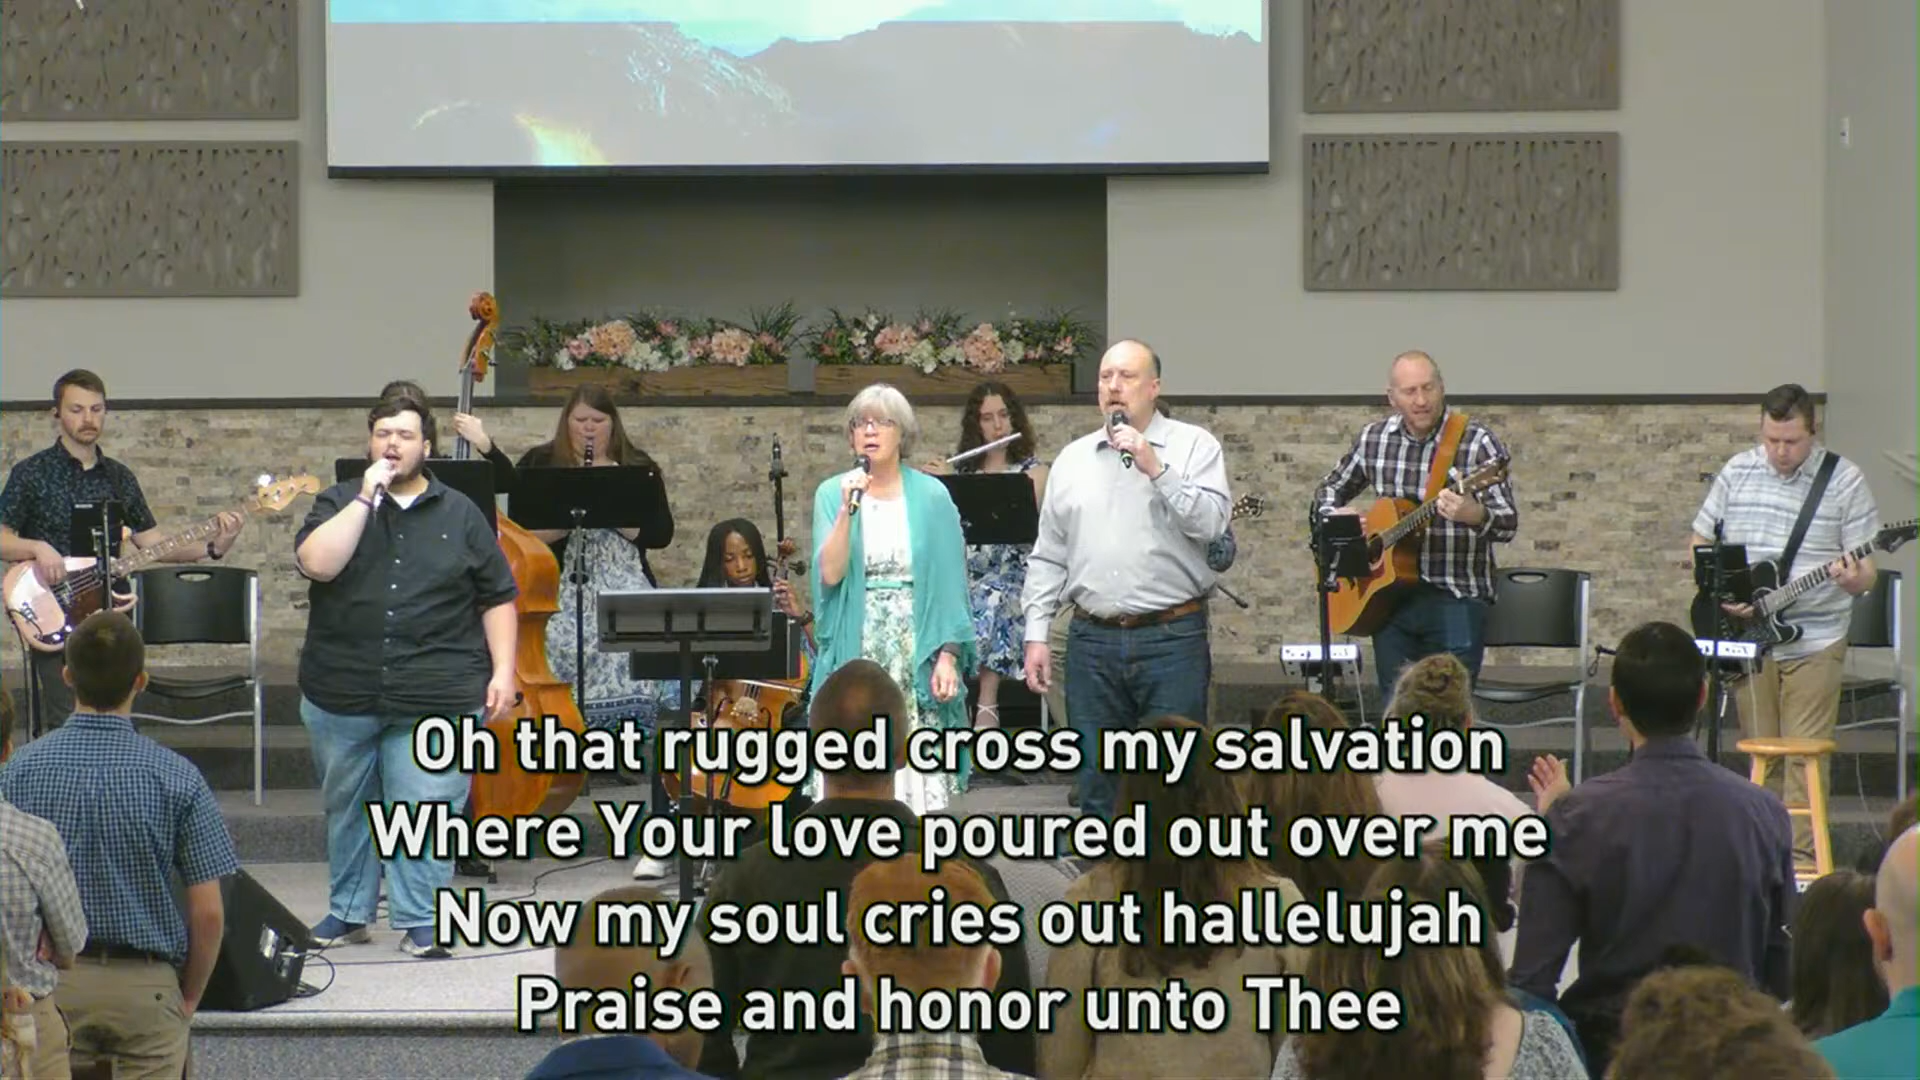 Oh that rugged cross my salvation
Where Your love poured out over me
Now my soul cries out hallelujah
Praise and honor unto Thee